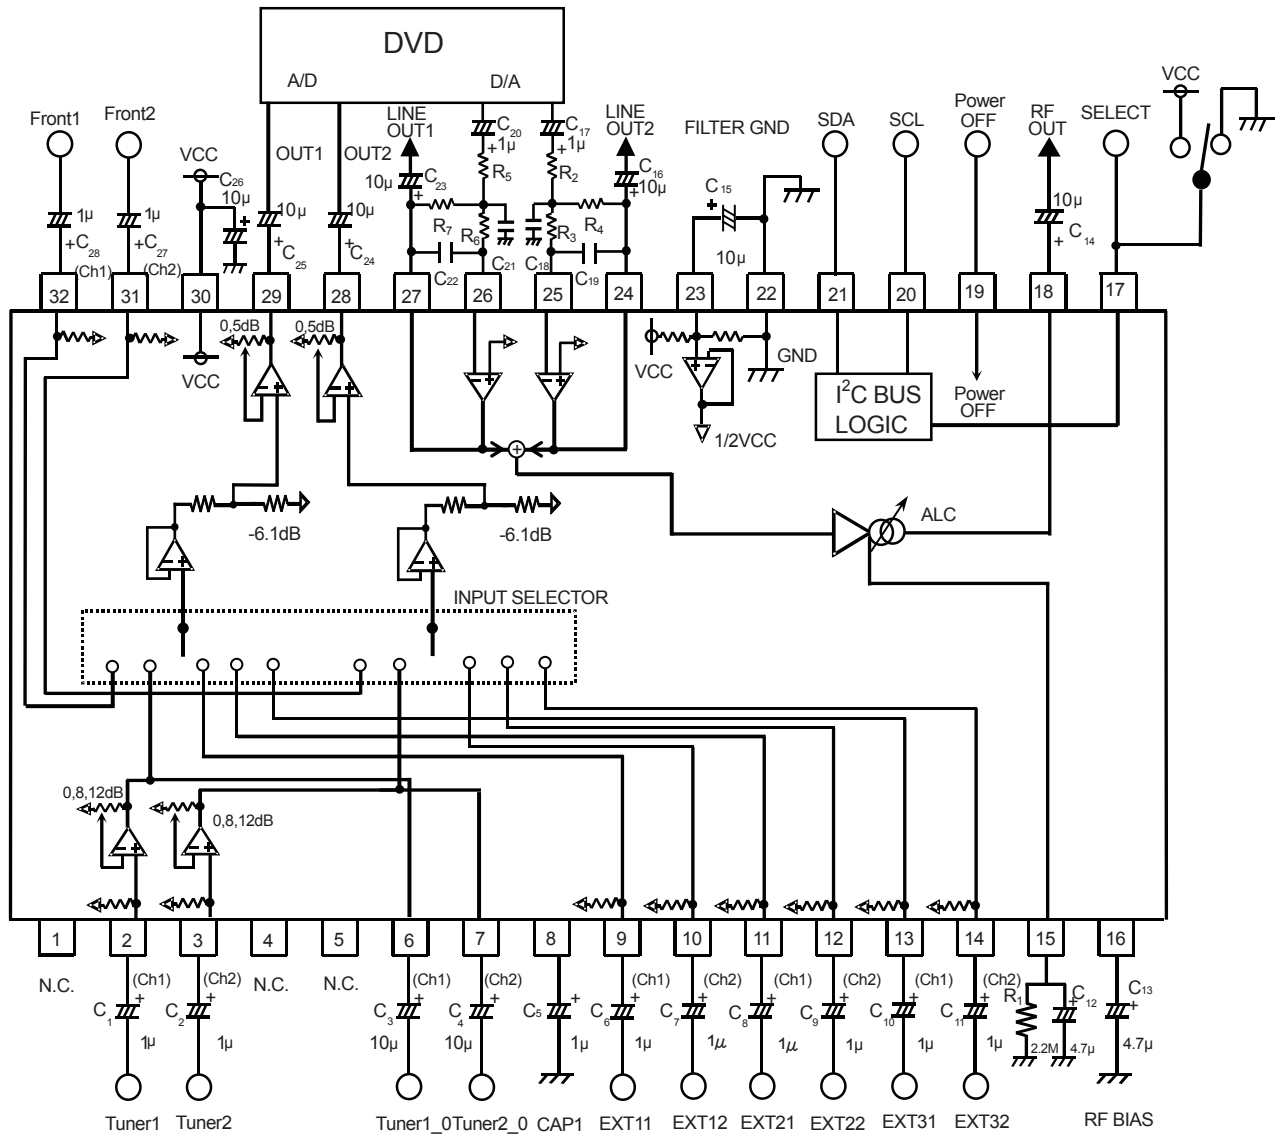 DVD
A/D
D/A
Front1
Front2
VCC
C26
10µ
OUT1
OUT2
LINE
OUT1
10µ
C23
C20
1µ
R5
C17
1µ
R2
LINE
OUT2
C16
10µ
FILTER GND
C15
10µ
SDA
SCL
Power
OFF
RF
OUT
10µ
C14
SELECT
VCC
1µ
C28
(Ch1)
1µ
C27
(Ch2)
10µ
C25
10µ
C24
R7
R6
R3
R4
C22
C21
C18
C19
32
31
30
29
28
27
26
25
24
23
22
21
20
19
18
17
0,5dB
0,5dB
VCC
VCC
GND
1/2VCC
I²C BUS
LOGIC
Power
OFF
-6.1dB
-6.1dB
ALC
INPUT SELECTOR
0,8,12dB
0,8,12dB
1
2
3
4
5
6
7
8
9
10
11
12
13
14
15
16
N.C.
(Ch1)
(Ch2)
N.C.
N.C.
(Ch1)
(Ch2)
(Ch1)
(Ch2)
(Ch1)
(Ch2)
(Ch1)
(Ch2)
C1
C2
C3
C4
C5
C6
C7
C8
C9
C10
C11
R1
C12
C13
1µ
1µ
10µ
10µ
1µ
1µ
1µ
1µ
1µ
1µ
1µ
2.2M
4.7µ
4.7µ
Tuner1
Tuner2
Tuner1_0
Tuner2_0
CAP1
EXT11
EXT12
EXT21
EXT22
EXT31
EXT32
RF BIAS